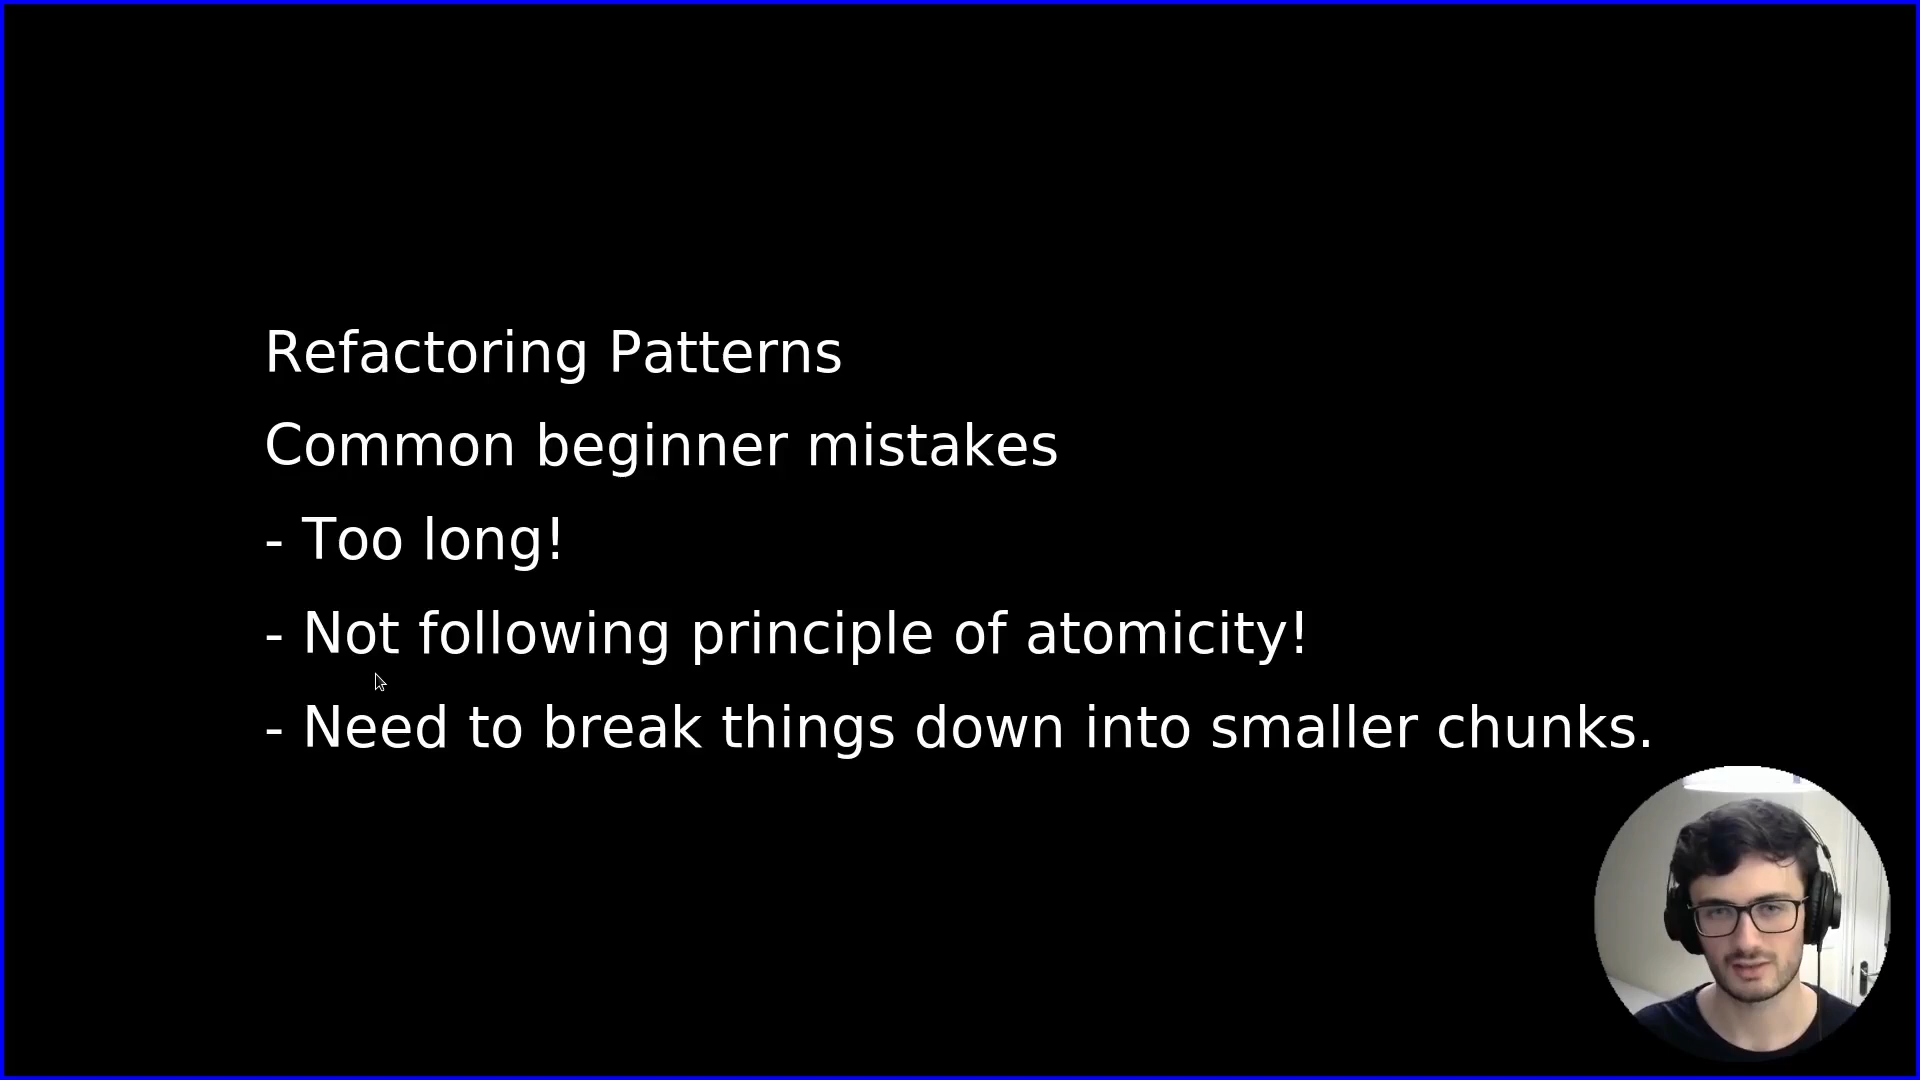 Refactoring Patterns
Common beginner mistakes
- Too long!
- Not following principle of atomicity!
- Need to break things down into smaller chunks.